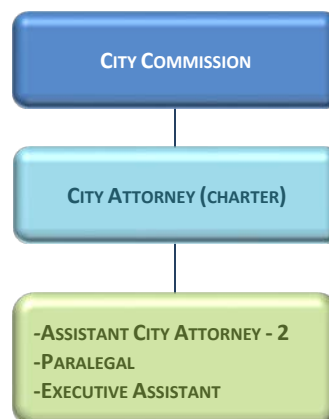 CITY COMMISSION
CITY ATTORNEY (CHARTER)
-ASSISTANT CITY ATTORNEY - 2
-PARALEGAL
-EXECUTIVE ASSISTANT